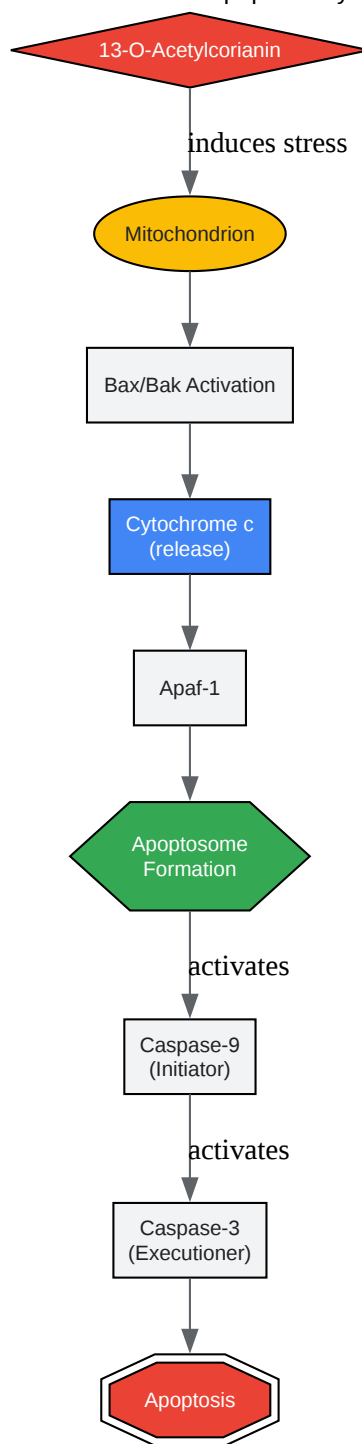 13-O-Acetylcorianin
induces stress
Mitochondrion
Bax/Bak Activation
Cytochrome c
(release)
Apaf-1
Apoptosome
Formation
activates
Caspase-9
(Initiator)
activates
Caspase-3
(Executioner)
Apoptosis